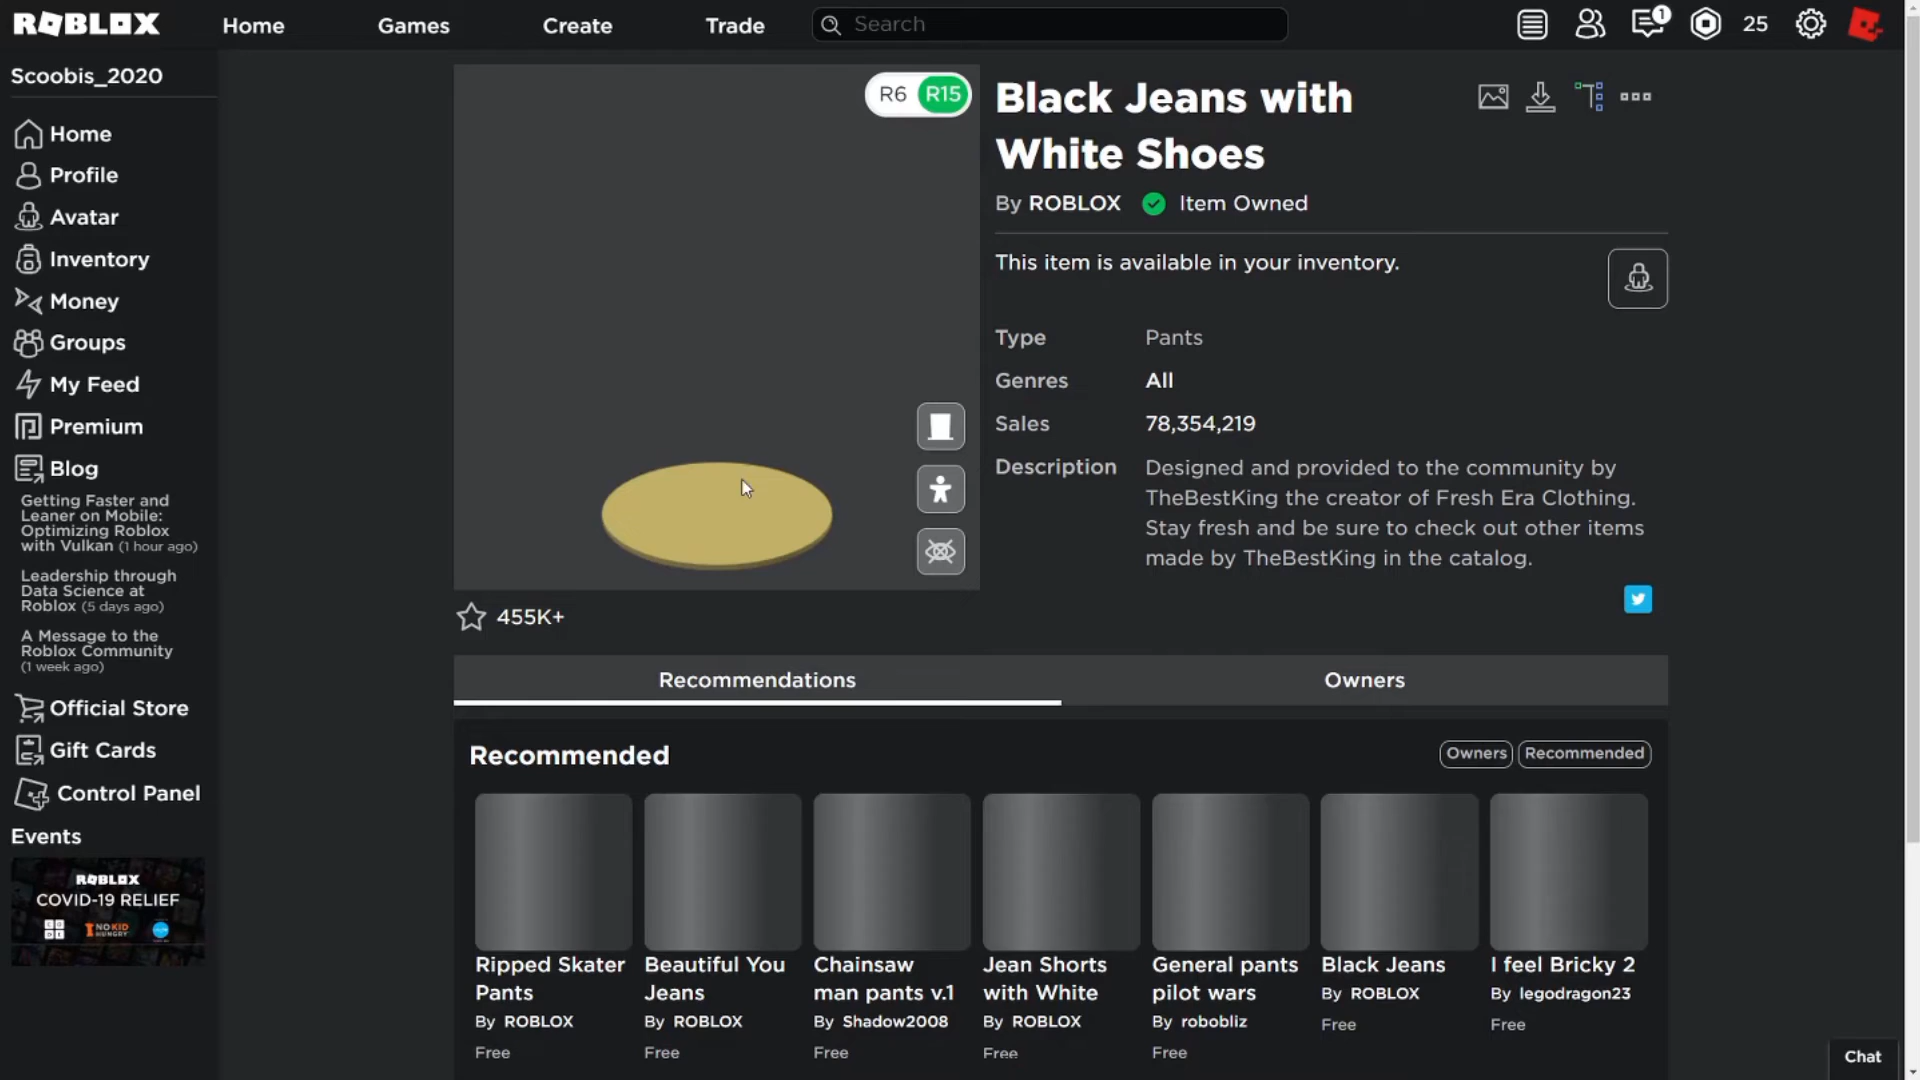 ROBLOX
Home
Games
Create
Trade
Search
1
25
Scoobis_2020
Home
Profile
Avatar
Inventory
Money
Groups
My Feed
Premium
Blog
Getting Faster and
Leaner on Mobile:
Optimizing Roblox
with Vulkan (1 hour ago)
Leadership through
Data Science at
Roblox (5 days ago)
A Message to the
Roblox Community
(1 week ago)
Official Store
Gift Cards
Control Panel
Events
ROBLOX
COVID-19 RELIEF
CODE
NO KID
HUNGRY
R6
R15
Black Jeans with
White Shoes
By ROBLOX
Item Owned
This item is available in your inventory.
Type
Pants
Genres
All
Sales
78,354,219
Description
Designed and provided to the community by
TheBestKing the creator of Fresh Era Clothing.
Stay fresh and be sure to check out other items
made by TheBestKing in the catalog.
455K+
Recommendations
Owners
Recommended
Owners
Recommended
Ripped Skater
Pants
By ROBLOX
Free
Beautiful You
Jeans
By ROBLOX
Free
Chainsaw
man pants v.1
By Shadow2008
Free
Jean Shorts
with White
By ROBLOX
Free
General pants
pilot wars
By robobliz
Free
Black Jeans
By ROBLOX
Free
I feel Bricky 2
By legodragon23
Free
Chat